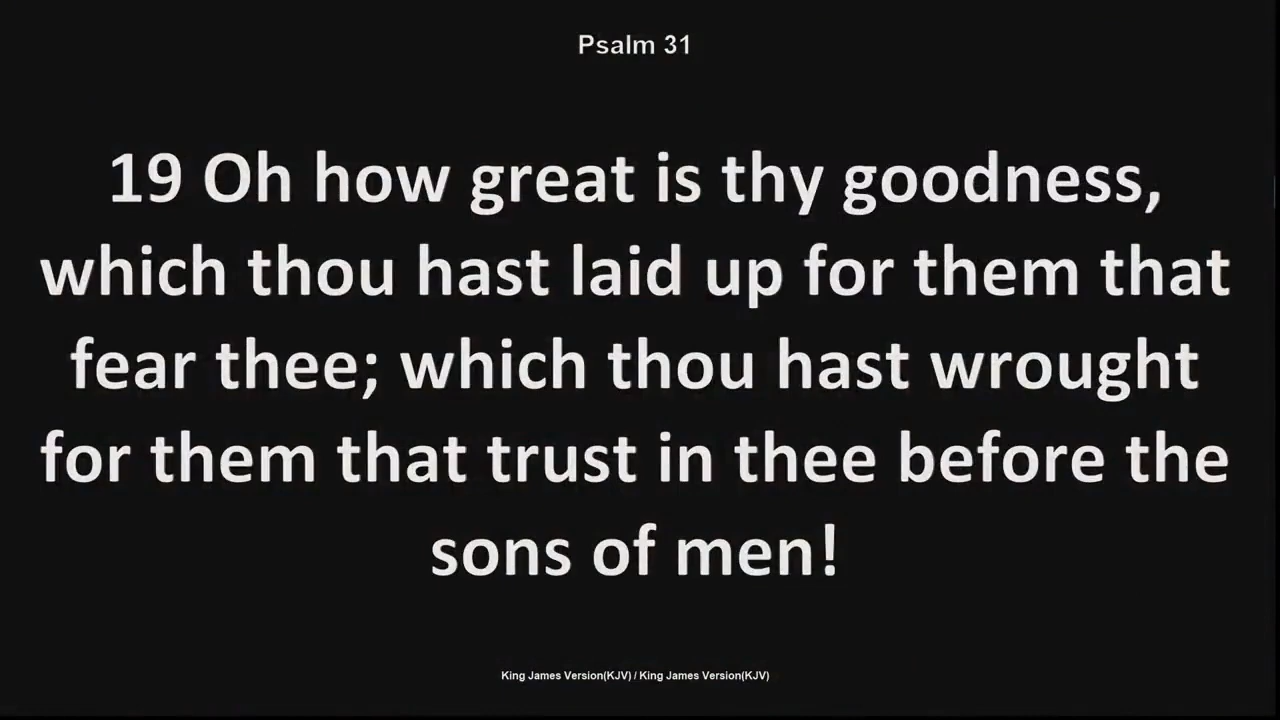 Psalm 31
19 Oh how great is thy goodness,
which thou hast laid up for them that
fear thee; which thou hast wrought
for them that trust in thee before the
sons of men!
King James Version(KJV) / King James Version(KJV)